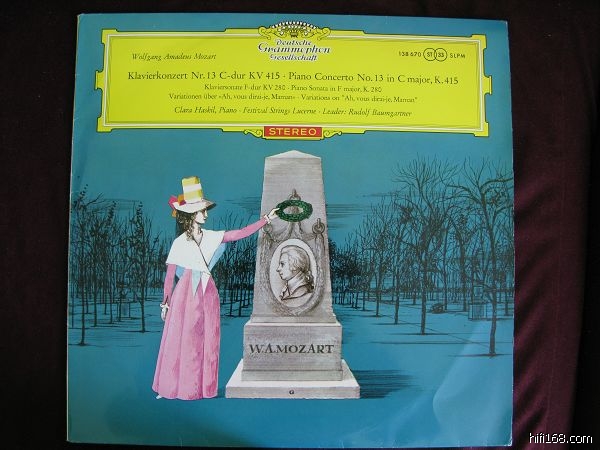 Deutsche
Grammophon
Gesellschaft
Wolfgang Amadeus Mozart
138 670 ST 33 SLPM
Klavierkonzert Nr. 13 C-dur KV 415 · Piano Concerto No. 13 in C major, K. 415
Klaviersonate F-dur KV 280 · Piano Sonata in F major, K. 280
Variationen über »Ah, vous dirai-je, Maman« · Variations on "Ah, vous dirai-je, Maman"
Clara Haskil, Piano · Festival Strings Lucerne · Leader: Rudolf Baumgartner
STEREO
W.A.MOZART
hifi168.com